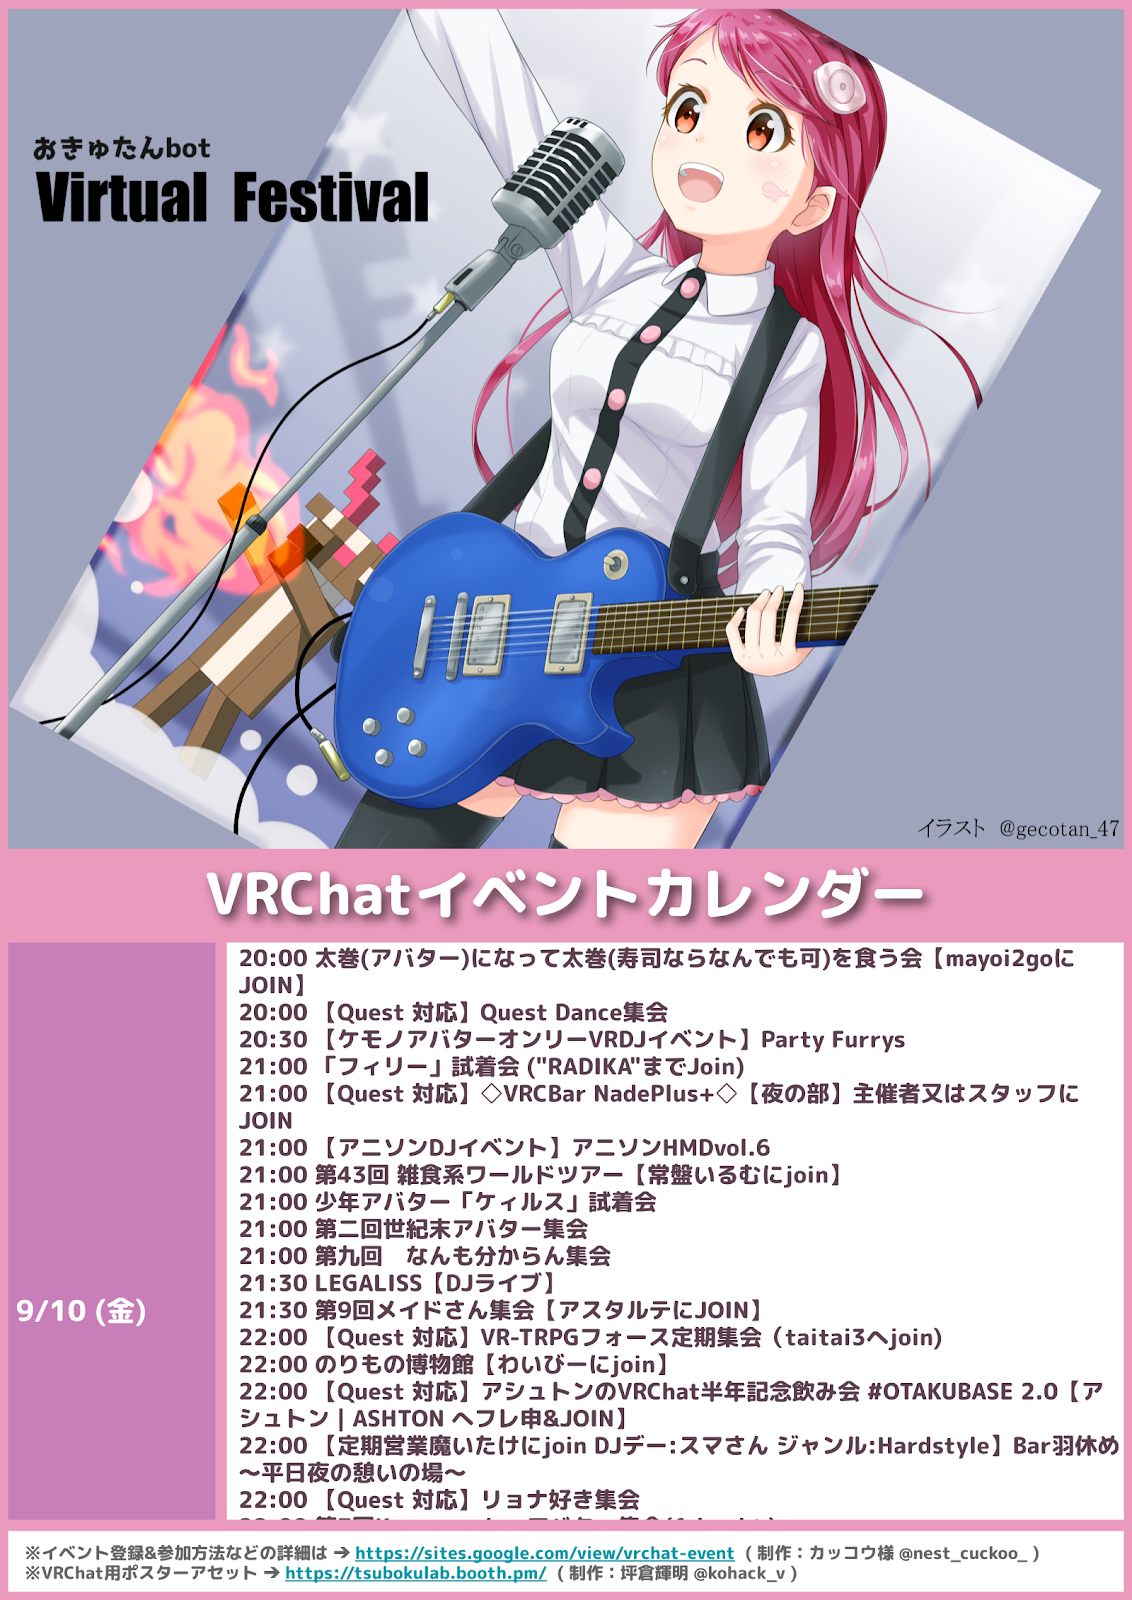 おきゅたんbot
Virtual Festival
イラスト @gecotan_47
VRChatイベントカレンダー
9/10 (金)
20:00 太巻(アバター)になって太巻(寿司ならなんでも可)を食う会【mayoi2goに
JOIN】
20:00 【Quest 対応】Quest Dance集会
20:30 【ケモノアバターオンリーVRDJイベント】Party Furrys
21:00 「フィリー」試着会 ("RADIKA"までJoin)
21:00 【Quest 対応】◇VRCBar NadePlus+◇【夜の部】主催者又はスタッフに
JOIN
21:00 【アニソンDJイベント】アニソンHMDvol.6
21:00 第43回 雑食系ワールドツアー【常盤いるむにjoin】
21:00 少年アバター「ケィルス」試着会
21:00 第二回世紀末アバター集会
21:00 第九回　なんも分からん集会
21:30 LEGALISS【DJライブ】
21:30 第9回メイドさん集会【アスタルテにJOIN】
22:00 【Quest 対応】VR-TRPGフォース定期集会（taitai3へjoin)
22:00 のりもの博物館【わいびーにjoin】
22:00 【Quest 対応】アシュトンのVRChat半年記念飲み会 #OTAKUBASE 2.0【ア
シュトン | ASHTON へフレ申&JOIN】
22:00 【定期営業魔いたけにjoin DJデー:スマさん ジャンル:Hardstyle】Bar羽休め
～平日夜の憩いの場～
22:00 【Quest 対応】リョナ好き集会
※イベント登録&参加方法などの詳細は → https://sites.google.com/view/vrchat-event （ 制作：カッコウ様 @nest_cuckoo_ ）
※VRChat用ポスターアセット → https://tsubokulab.booth.pm/ （ 制作：坪倉輝明 @kohack_v ）